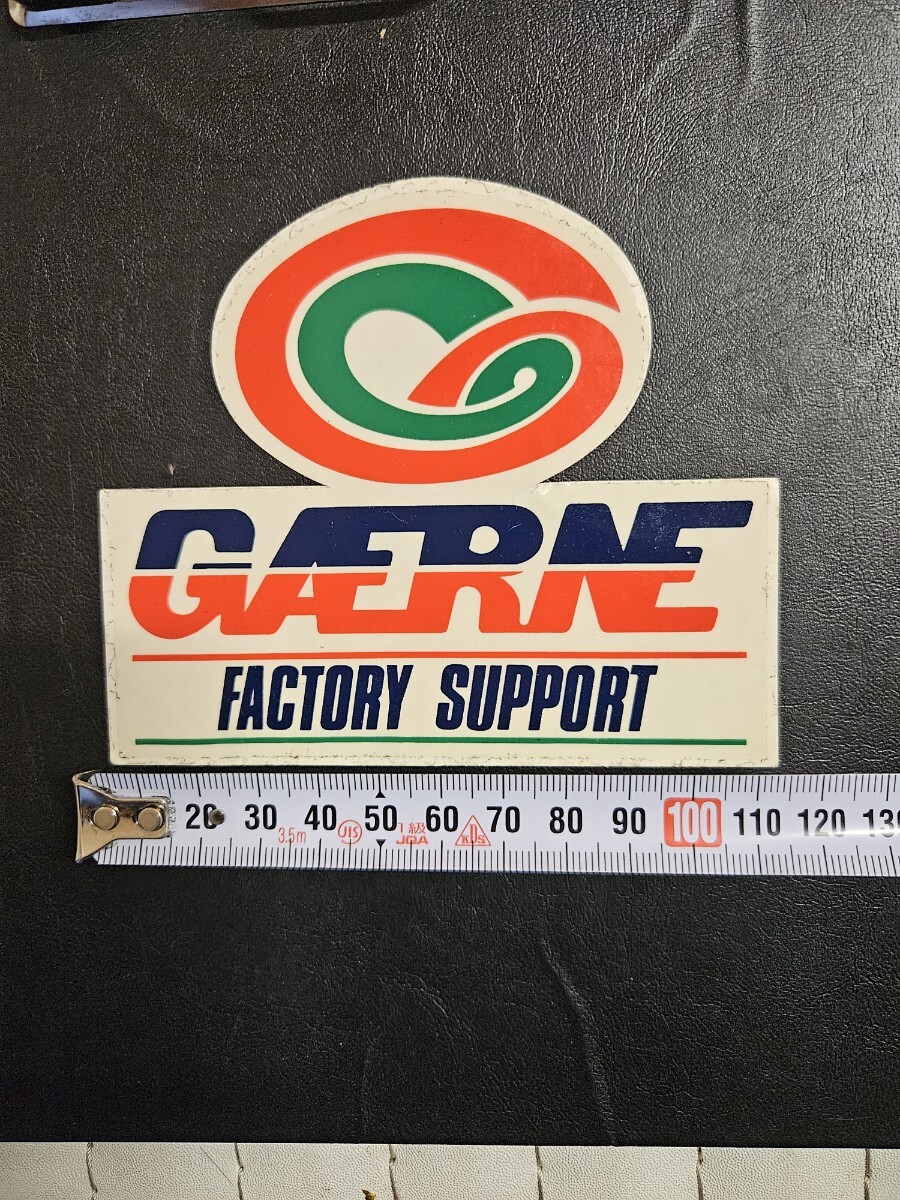 GÆRNE
FACTORY SUPPORT
20 30 40 50 60 70 80 90 100 110 120 130
3.5m JIS 1級 JQA KDS